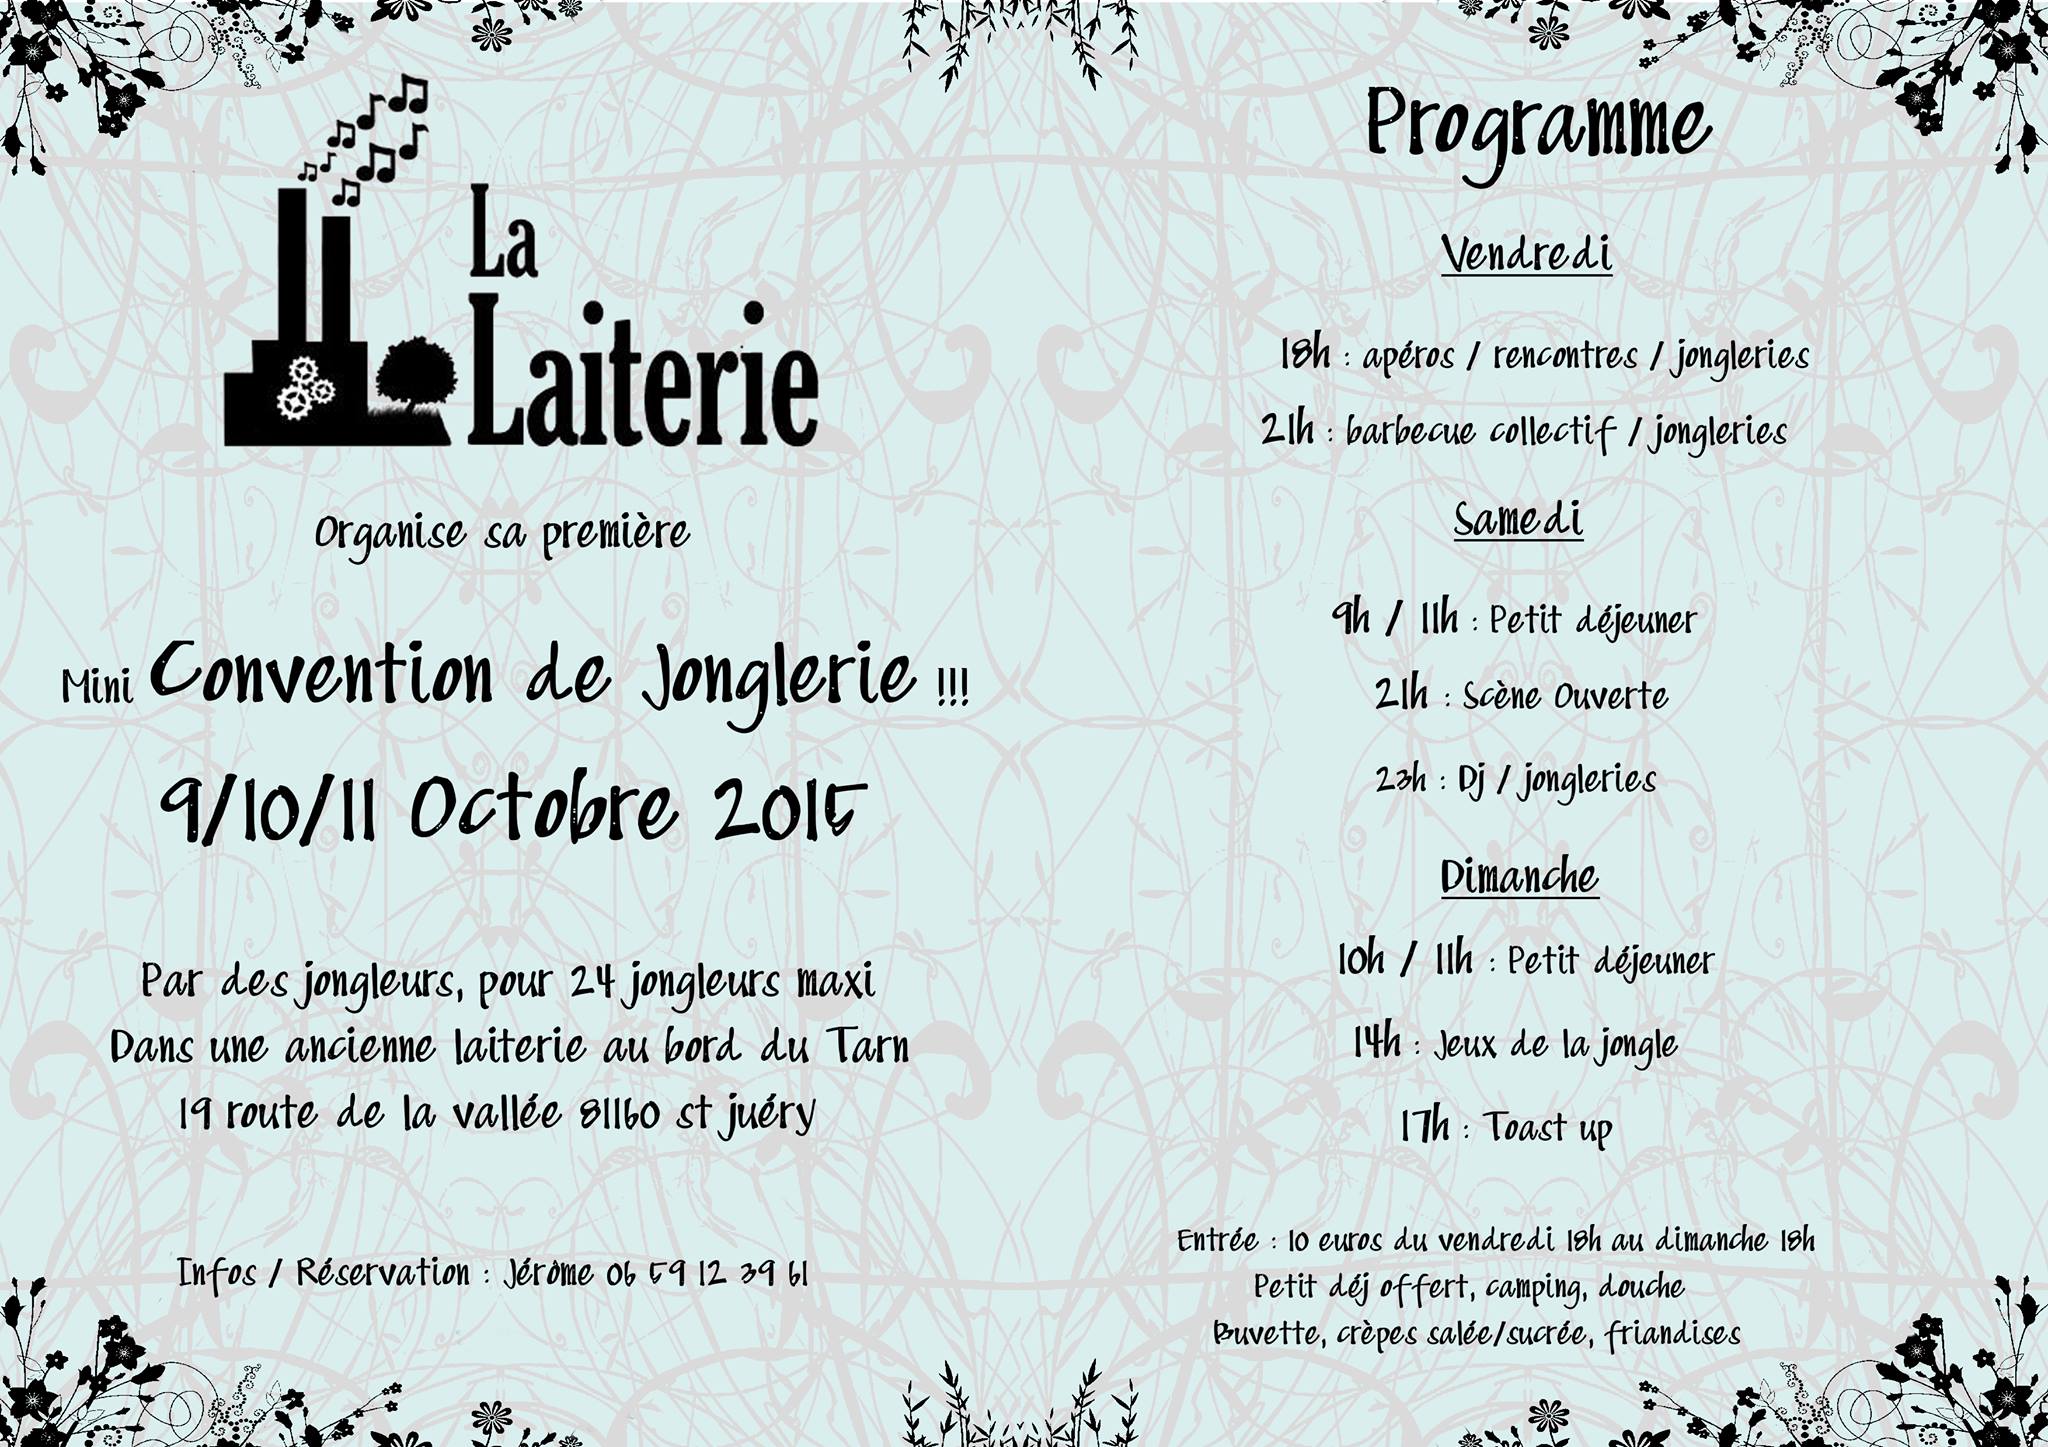 La
Laiterie
Organise sa première
Mini Convention de Jonglerie !!!
9/10/11 Octobre 2015
Par des jongleurs, pour 24 jongleurs maxi
Dans une ancienne laiterie au bord du Tarn
19 route de la vallée 81160 st juéry
Infos / Réservation : Jérôme 06 59 12 39 61
Programme
Vendredi
18h : apéros / rencontres / jongleries
21h : barbecue collectif / jongleries
Samedi
9h / 11h : Petit déjeuner
21h : Scène Ouverte
23h : Dj / jongleries
Dimanche
10h / 11h : Petit déjeuner
14h : Jeux de la jongle
17h : Toast up
Entrée : 10 euros du vendredi 18h au dimanche 18h
Petit déj offert, camping, douche
Buvette, crèpes salée/sucrée, friandises